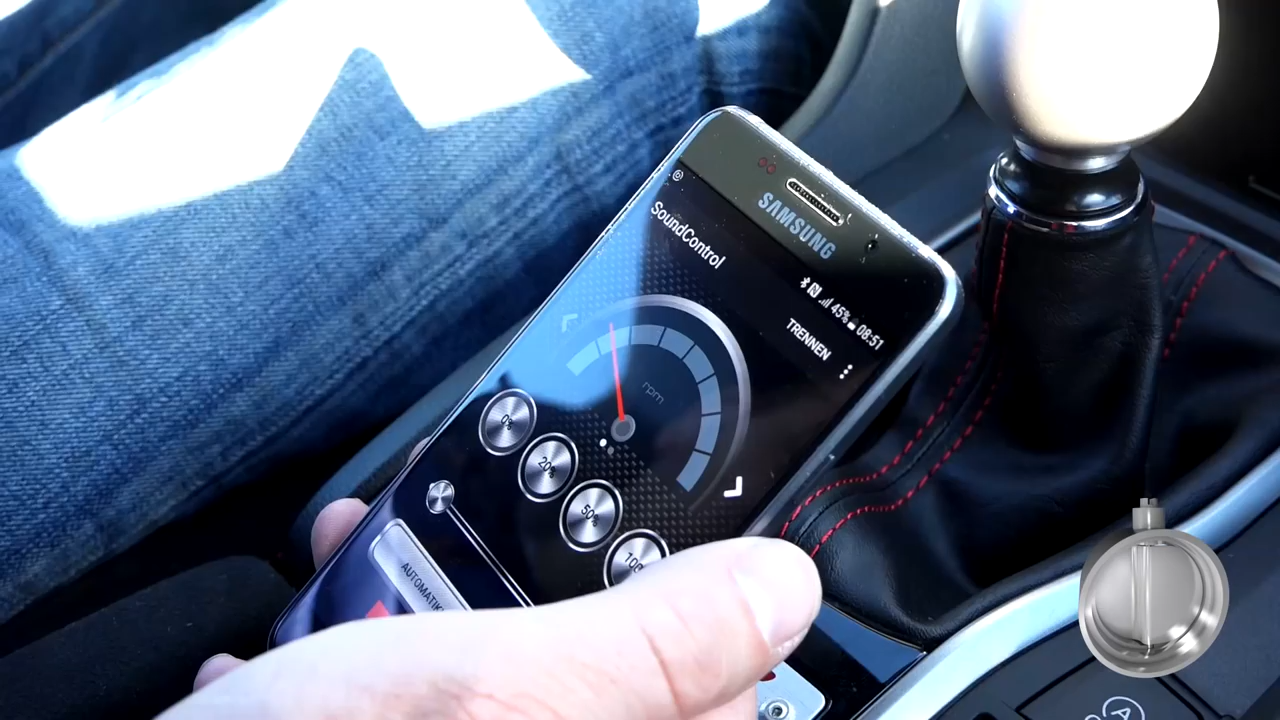 SAMSUNG
45% 08:51
SoundControl
TRENNEN
rpm
0%
20%
50%
AUTOMATIK
A